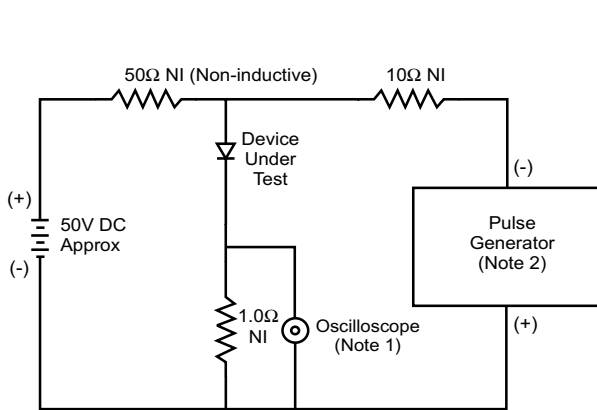 50Ω NI (Non-inductive)
10Ω NI
Device
Under
Test
(-)
(+)
50V DC
Approx
(-)
Pulse
Generator
(Note 2)
1.0Ω
NI
Oscilloscope
(Note 1)
(+)